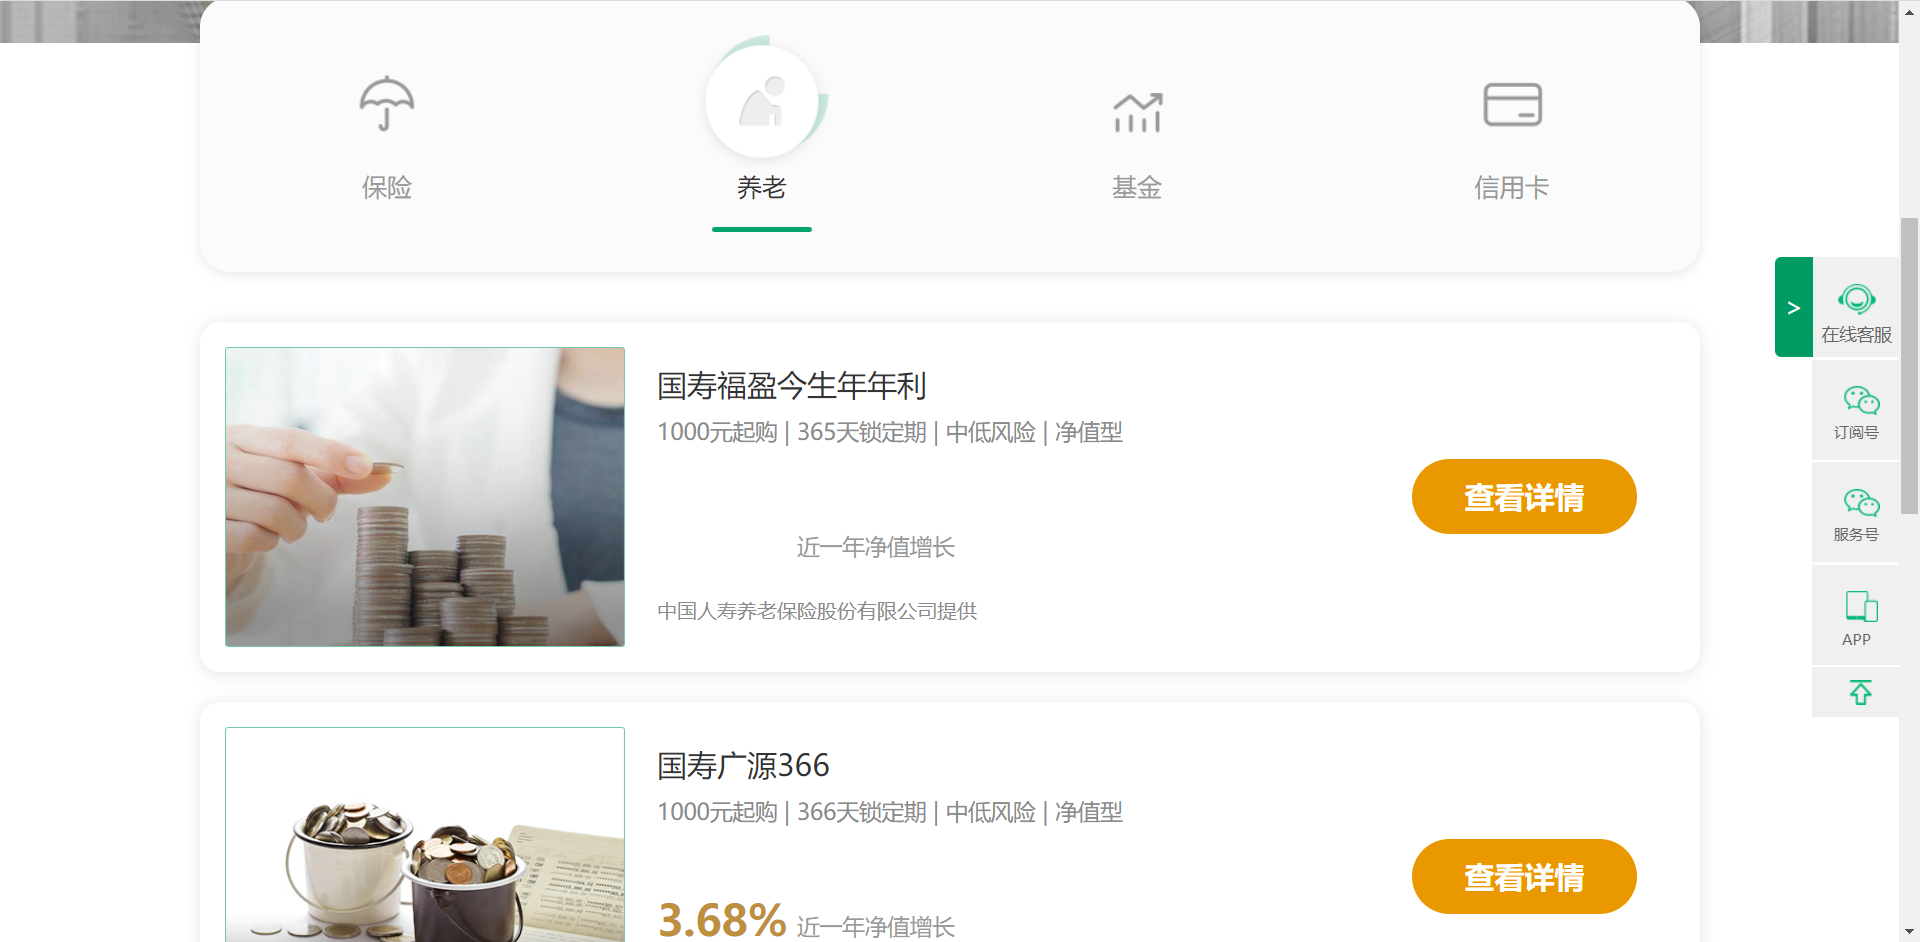 保险
养老
基金
信用卡
国寿福盈今生年年利
1000元起购 | 365天锁定期 | 中低风险 | 净值型
近一年净值增长
中国人寿养老保险股份有限公司提供
查看详情
国寿广源366
1000元起购 | 366天锁定期 | 中低风险 | 净值型
3.68% 近一年净值增长
查看详情
>
在线客服
订阅号
服务号
APP